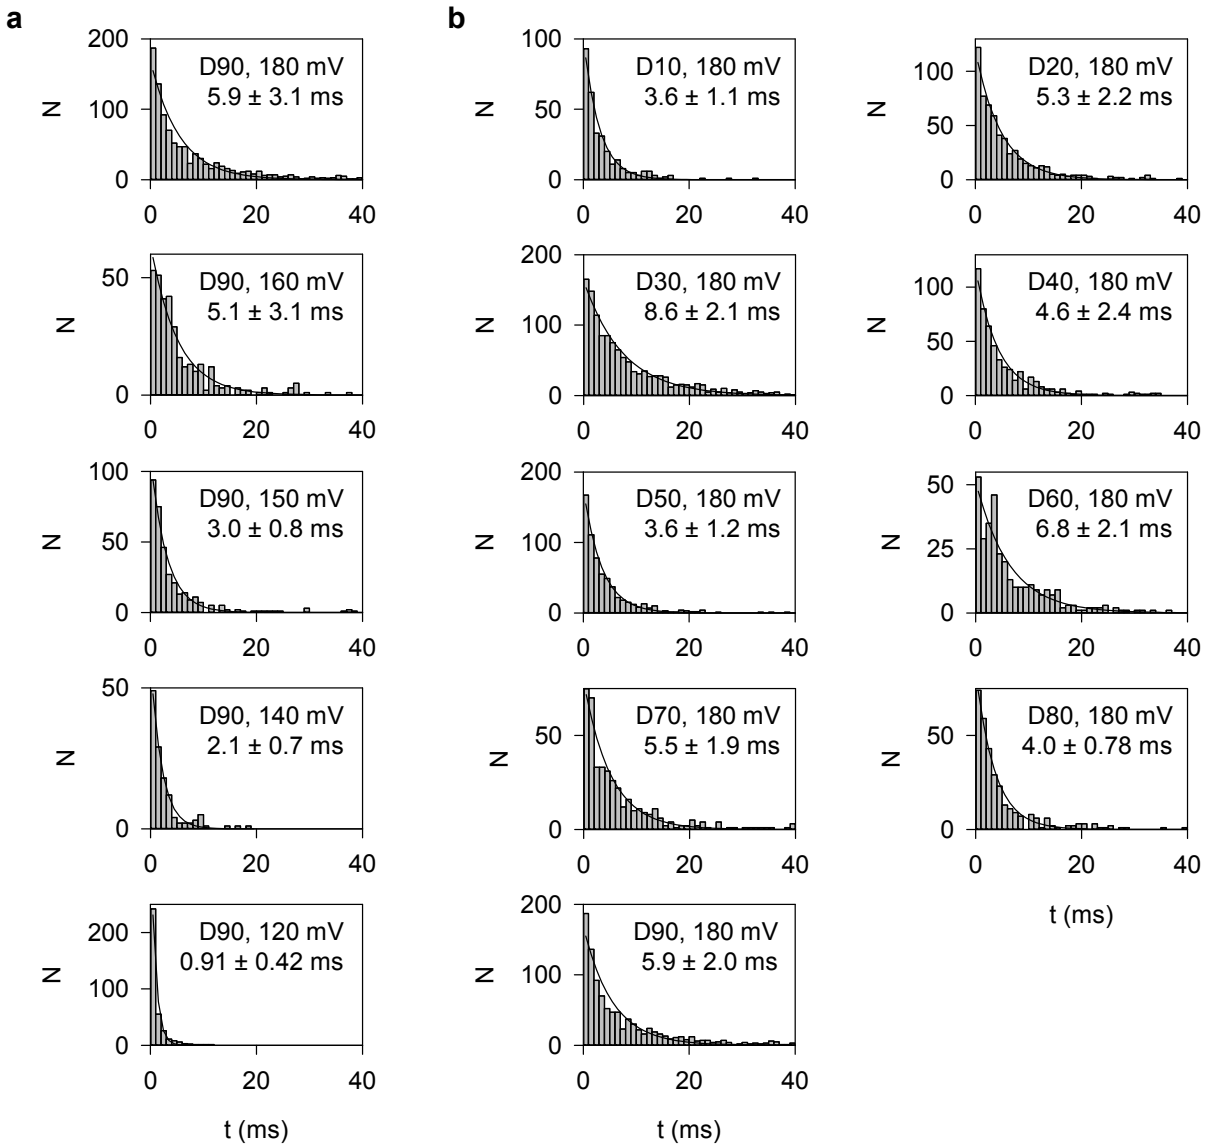 a
200
100
0
N
D90, 180 mV
5.9 ± 3.1 ms
0 20 40
50
0
N
D90, 160 mV
5.1 ± 3.1 ms
0 20 40
100
50
0
N
D90, 150 mV
3.0 ± 0.8 ms
0 20 40
50
0
N
D90, 140 mV
2.1 ± 0.7 ms
0 20 40
200
100
0
N
D90, 120 mV
0.91 ± 0.42 ms
0 20 40
t (ms)
b
100
50
0
N
D10, 180 mV
3.6 ± 1.1 ms
0 20 40
100
50
0
N
D20, 180 mV
5.3 ± 2.2 ms
0 20 40
200
100
0
N
D30, 180 mV
8.6 ± 2.1 ms
0 20 40
100
50
0
N
D40, 180 mV
4.6 ± 2.4 ms
0 20 40
200
100
0
N
D50, 180 mV
3.6 ± 1.2 ms
0 20 40
50
25
0
N
D60, 180 mV
6.8 ± 2.1 ms
0 20 40
50
0
N
D70, 180 mV
5.5 ± 1.9 ms
0 20 40
50
0
N
D80, 180 mV
4.0 ± 0.78 ms
0 20 40
t (ms)
200
100
0
N
D90, 180 mV
5.9 ± 2.0 ms
0 20 40
t (ms)